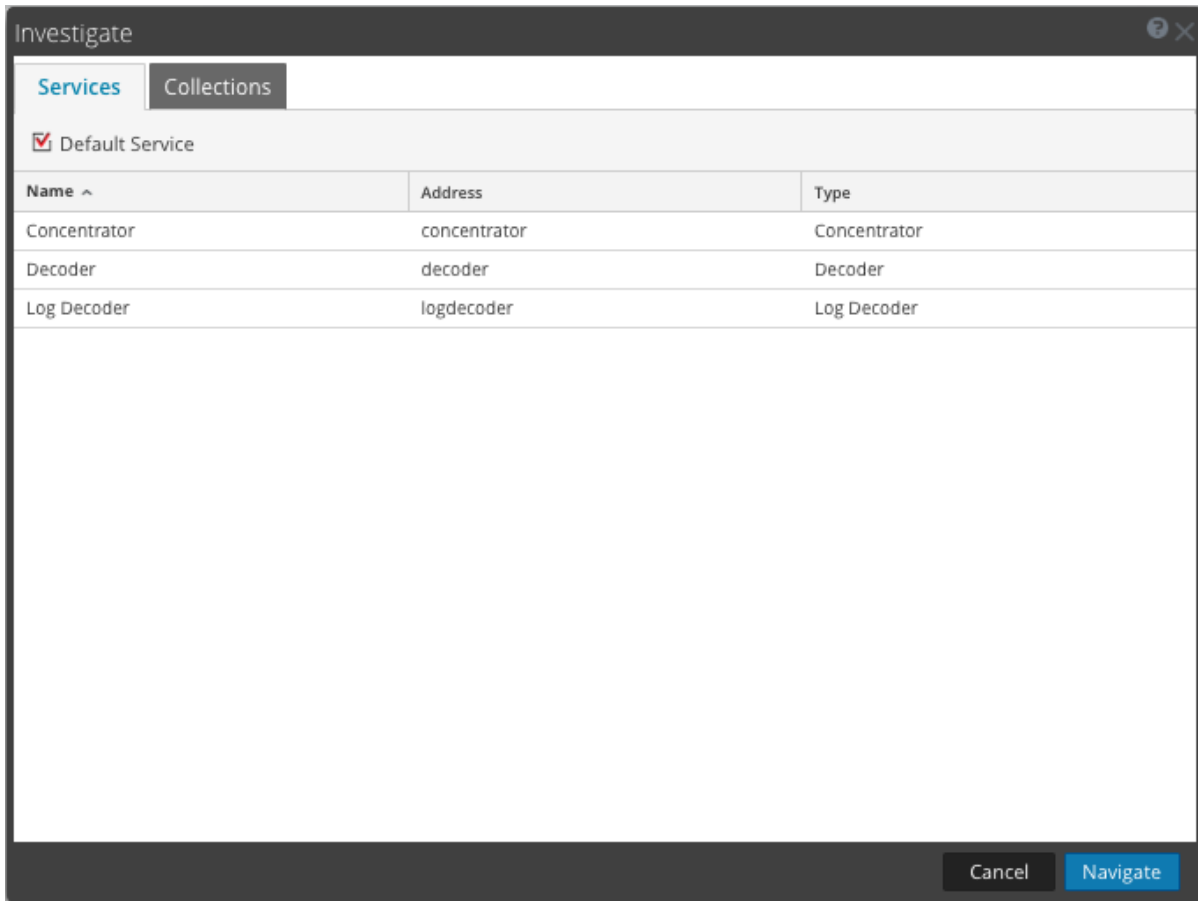 Investigate
Services Collections
Default Service
Name Address Type
Concentrator concentrator Concentrator
Decoder decoder Decoder
Log Decoder logdecoder Log Decoder
Cancel Navigate